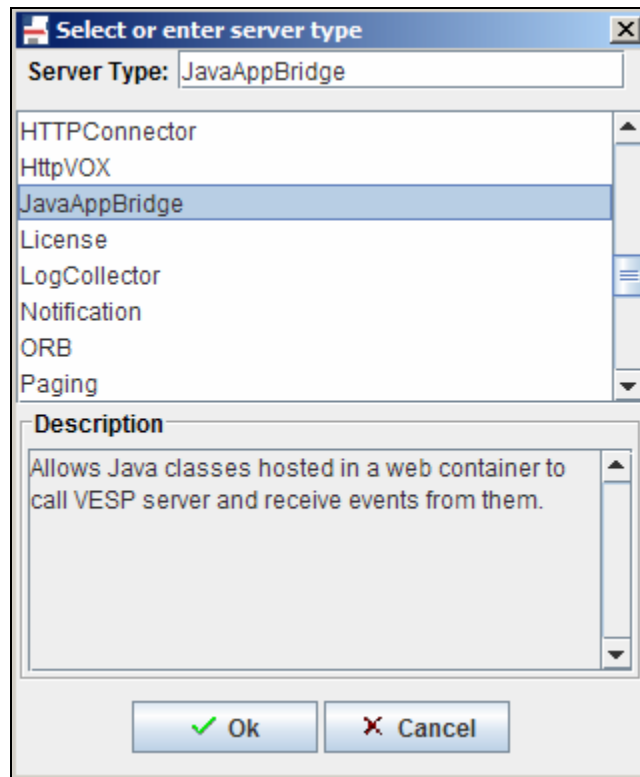 Select or enter server type
Server Type: JavaAppBridge
HTTPConnector
HttpVOX
JavaAppBridge
License
LogCollector
Notification
ORB
Paging
Description
Allows Java classes hosted in a web container to
call VESP server and receive events from them.
Ok Cancel